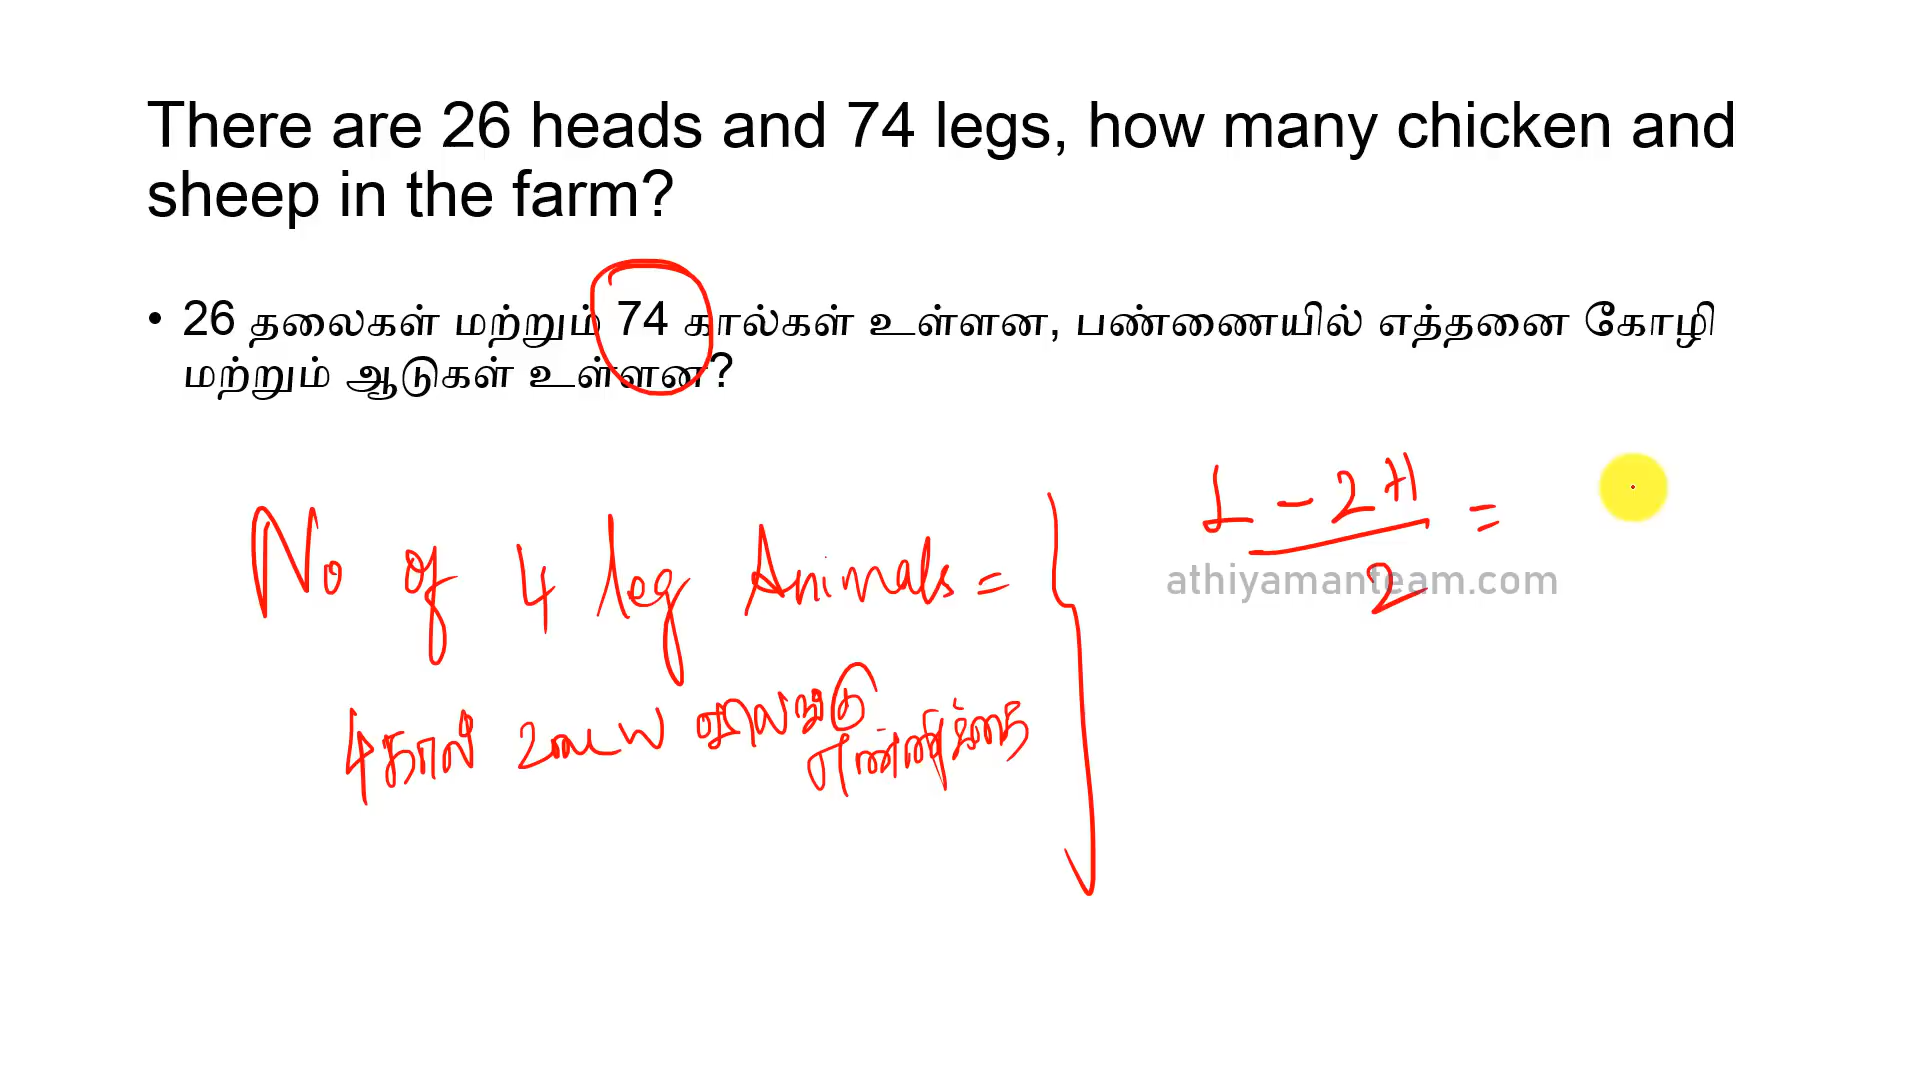 There are 26 heads and 74 legs, how many chicken and
sheep in the farm?
• 26 தலைகள் மற்றும் 74 கால்கள் உள்ளன, பண்ணையில் எத்தனை கோழி
மற்றும் ஆடுகள் உள்ளன?
No of 4 leg Animals =
4கால் உடைய விலங்கு
எண்ணிக்கை
L - 2H =
2
athiyamanteam.com